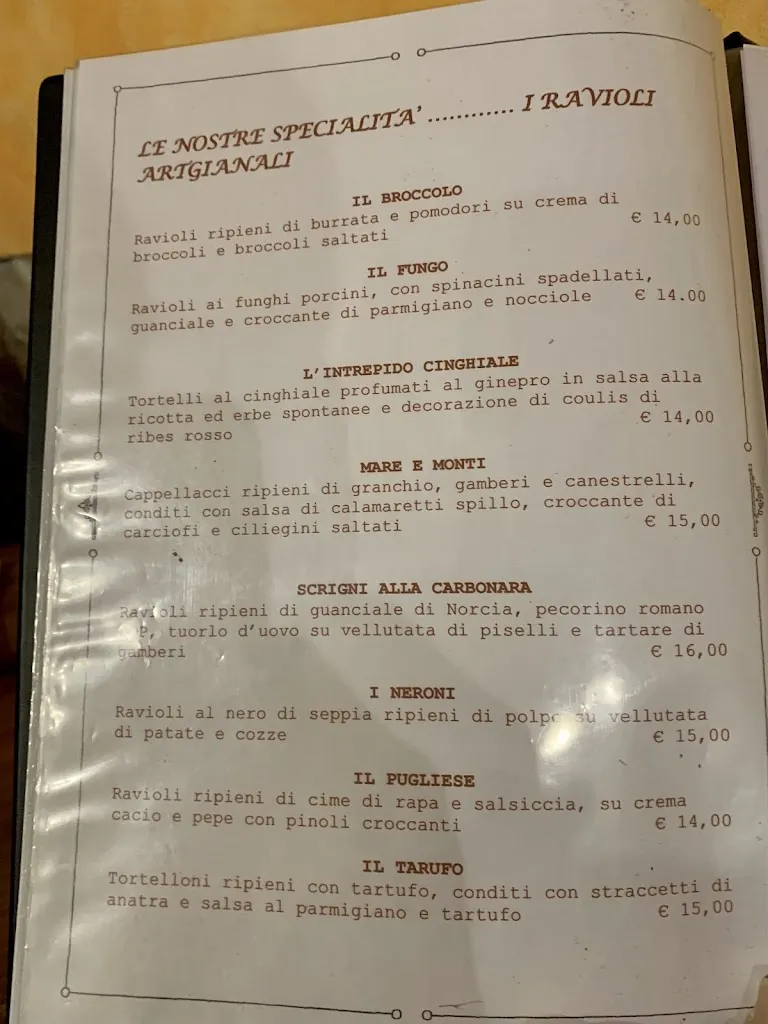 LE NOSTRE SPECIALITA' ............ I RAVIOLI
ARTGIANALI
IL BROCCOLO
Ravioli ripieni di burrata e pomodori su crema di
broccoli e broccoli saltati € 14,00
IL FUNGO
Ravioli ai funghi porcini, con spinacini spadellati,
guanciale e croccante di parmigiano e nocciole € 14.00
L'INTREPIDO CINGHIALE
Tortelli al cinghiale profumati al ginepro in salsa alla
ricotta ed erbe spontanee e decorazione di coulis di
ribes rosso € 14,00
MARE E MONTI
Cappellacci ripieni di granchio, gamberi e canestrelli,
conditi con salsa di calamaretti spillo, croccante di
carciofi e ciliegini saltati € 15,00
SCRIGNI ALLA CARBONARA
Ravioli ripieni di guanciale di Norcia, pecorino romano
tuorlo d'uovo su vellutata di piselli e tartare di
gamberi € 16,00
I NERONI
Ravioli al nero di seppia ripieni di polpo su vellutata
di patate e cozze € 15,00
IL PUGLIESE
Ravioli ripieni di cime di rapa e salsiccia, su crema
cacio e pepe con pinoli croccanti € 14,00
IL TARUFO
Tortelloni ripieni con tartufo, conditi con straccetti di
anatra e salsa al parmigiano e tartufo € 15,00